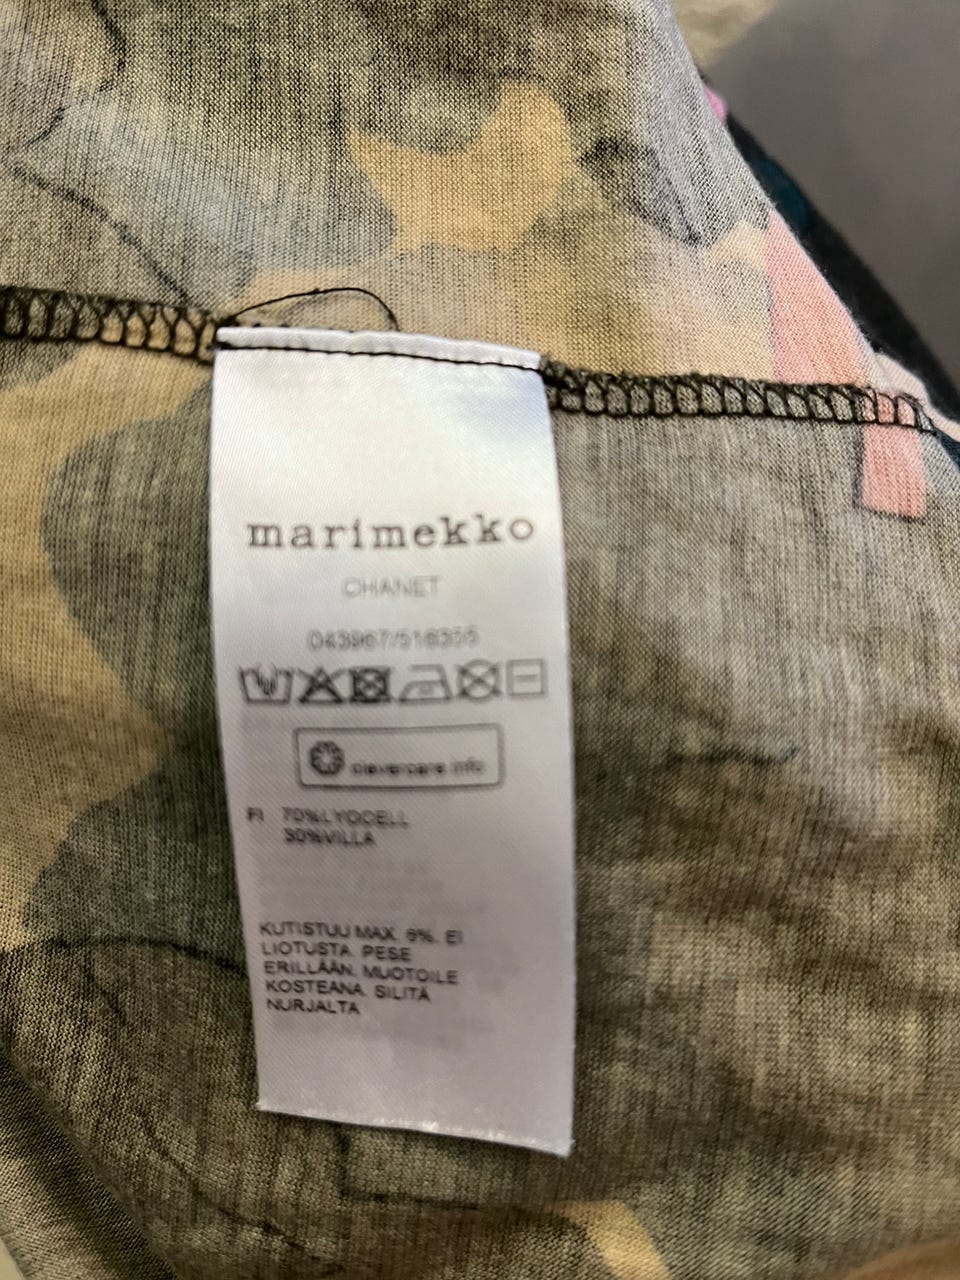 marimekko
CHANET
043967/516355
clevercare.info
FI 70%LYOCELL
30%VILLA
KUTISTUU MAX. 6%. EI
LIOTUSTA. PESE
ERILLÄÄN. MUOTOILE
KOSTEANA. SILITÄ
NURJALTA